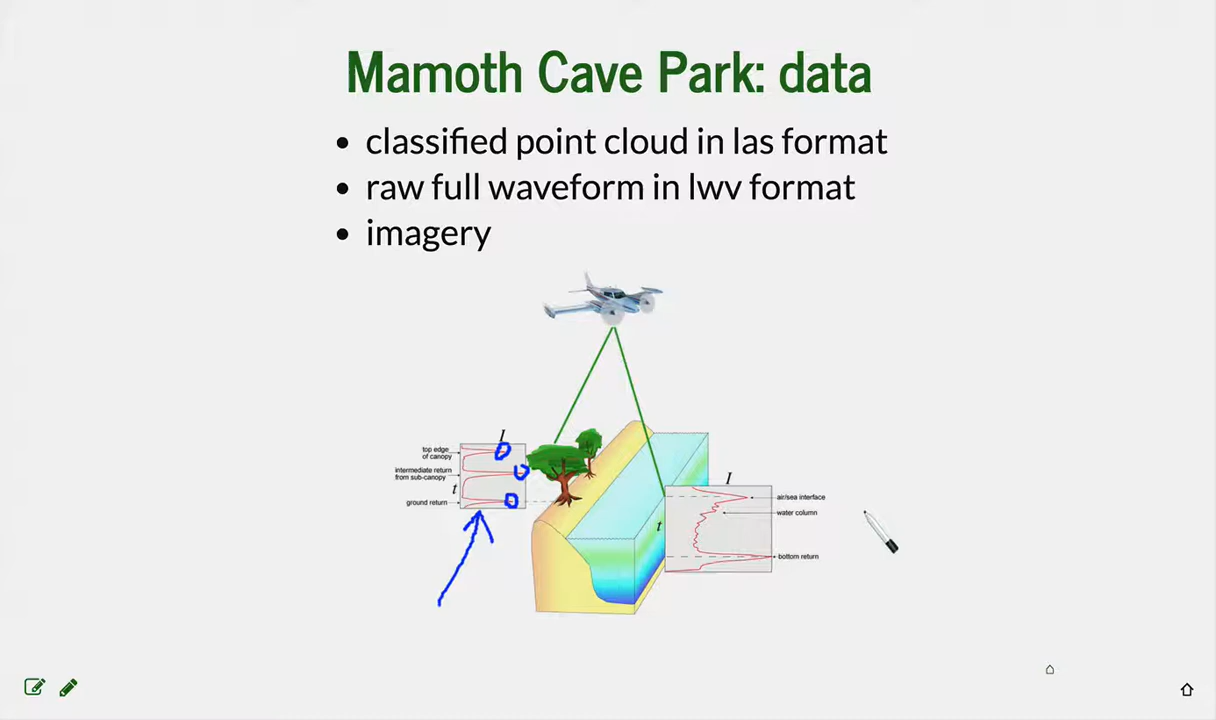 Mamoth Cave Park: data
• classified point cloud in las format
• raw full waveform in lwv format
• imagery
I
top edge
of canopy
intermediate return
from sub-canopy
t
ground return
I
air/sea interface
water column
t
bottom return